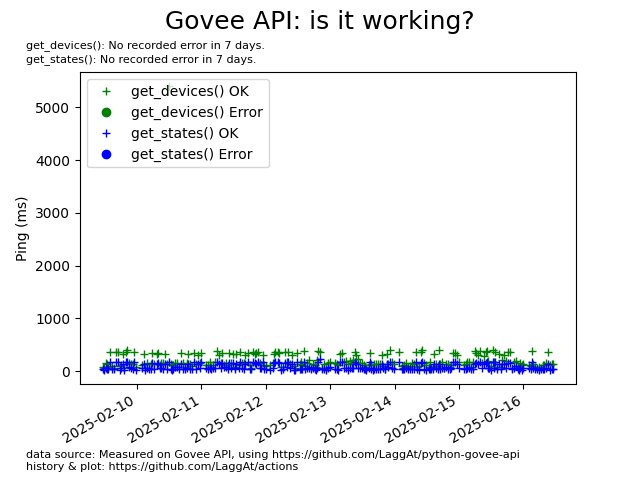 Govee API: is it working?
get_devices(): No recorded error in 7 days.
get_states(): No recorded error in 7 days.
get_devices() OK
get_devices() Error
get_states() OK
get_states() Error
Ping (ms)
5000
4000
3000
2000
1000
0
2025-02-10
2025-02-11
2025-02-12
2025-02-13
2025-02-14
2025-02-15
2025-02-16
data source: Measured on Govee API, using https://github.com/LaggAt/python-govee-api
history & plot: https://github.com/LaggAt/actions